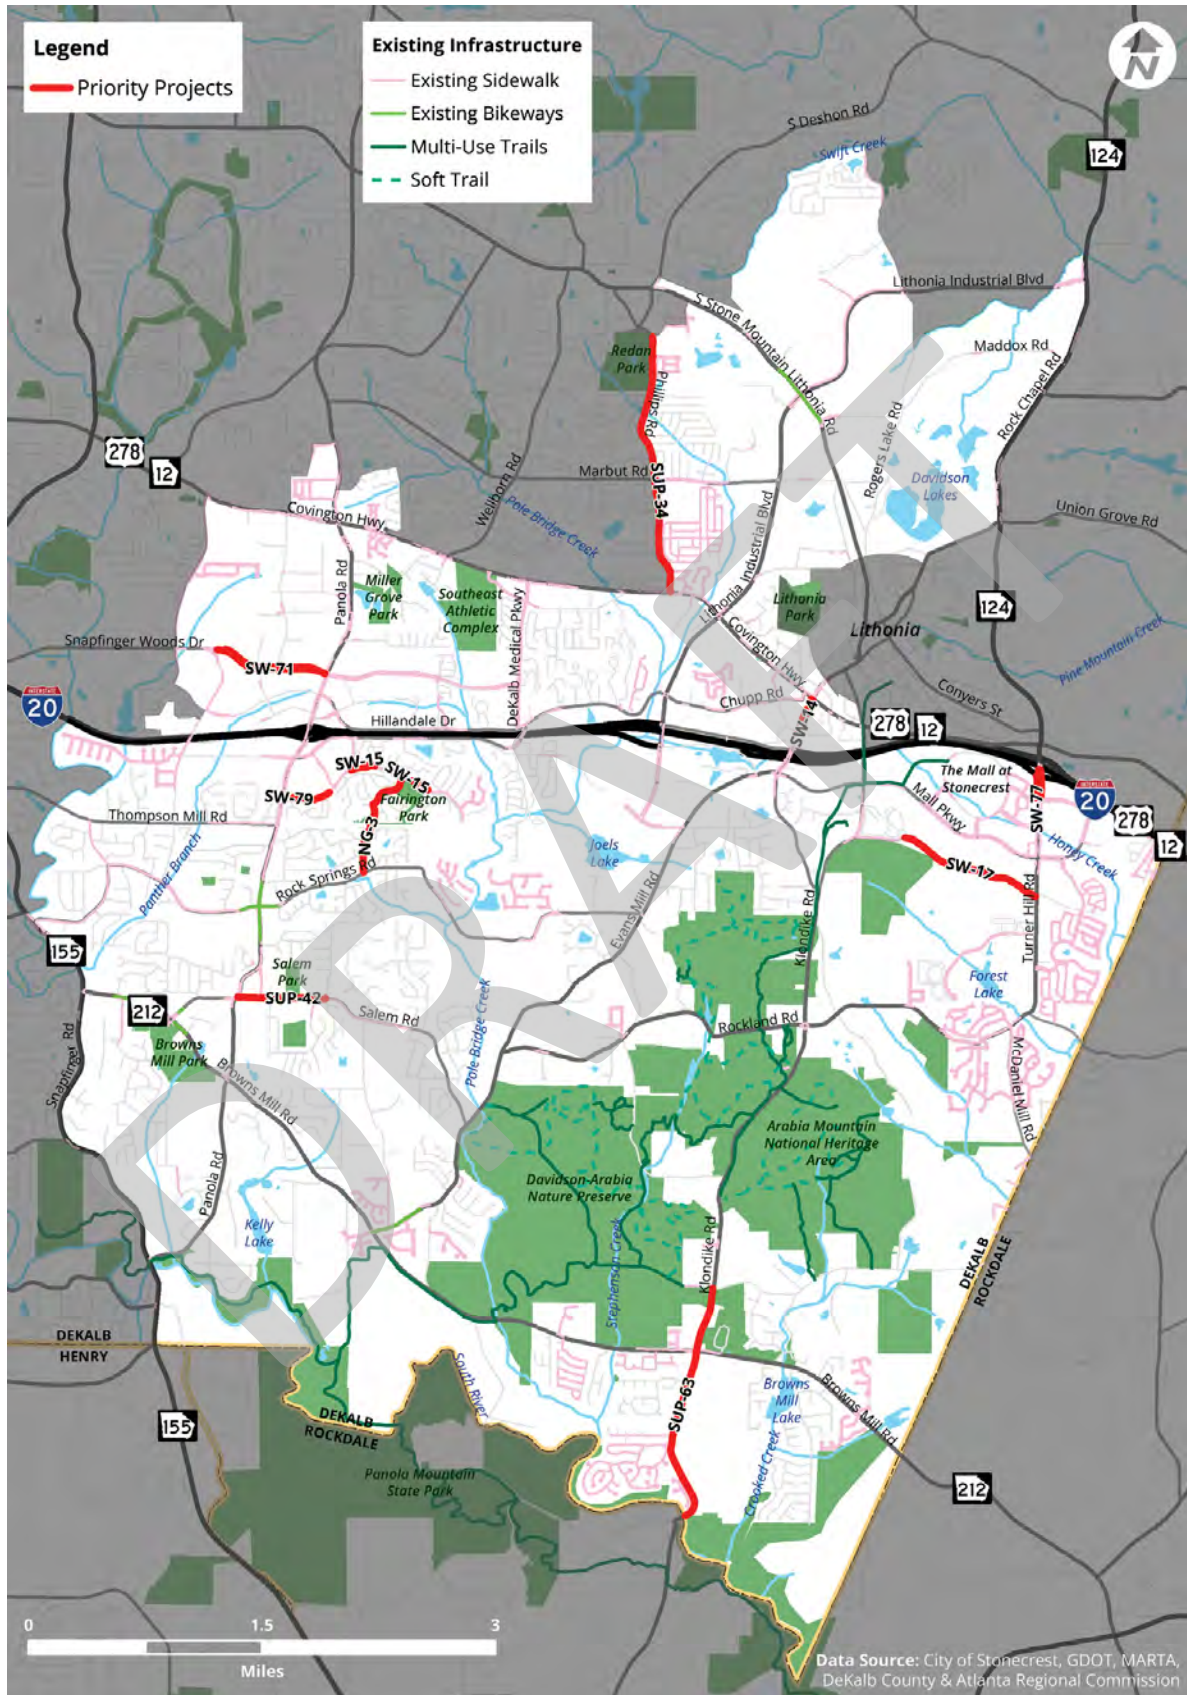 Legend
Priority Projects
Existing Infrastructure
Existing Sidewalk
Existing Bikeways
Multi-Use Trails
Soft Trail
N
S Deshon Rd
Swift Creek
124
Lithonia Industrial Blvd
S Stone Mountain Lithonia Rd
Maddox Rd
Redan
Park
Phillips Rd
Rock Chapel Rd
Rogers Lake Rd
278
12
Marbut Rd
SUP-34
Wellborn Rd
Davidson
Lakes
Covington Hwy
Pole Bridge Creek
Union Grove Rd
Lithonia Industrial Blvd
Panola Rd
Miller
Grove
Park
Southeast
Athletic
Complex
DeKalb Medical Pkwy
Lithonia
Park
124
Lithonia
Snapfinger Woods Dr
SW-71
Covington Hwy
Pine Mountain Creek
Chupp Rd
Conyers St
INTERSTATE
20
Hillandale Dr
SW-14
278
12
SW-15
SW-15
The Mall at
Stonecrest
SW-77
INTERSTATE
20
SW-79
Fairington
Park
Mall Pkwy
278
12
Thompson Mill Rd
NG-3
Joels
Lake
Honey Creek
Panther Branch
Rock Springs Rd
SW-17
Evans Mill Rd
Klondike Rd
Turner Hill Rd
155
Salem
Park
Forest
Lake
SUP-42
212
Salem Rd
Pole Bridge Creek
Rockland Rd
Snapfinger Rd
Browns
Mill Park
Browns Mill Rd
McDaniel Mill Rd
Arabia Mountain
National Heritage
Area
Panola Rd
Davidson-Arabia
Nature Preserve
Kelly
Lake
Stephenson Creek
Klondike Rd
DEKALB
ROCKDALE
DEKALB
HENRY
South River
SUP-63
Browns
Mill
Lake
Browns Mill Rd
155
DEKALB
ROCKDALE
Panola Mountain
State Park
Crooked Creek
212
0
1.5
3
Miles
Data Source: City of Stonecrest, GDOT, MARTA,
DeKalb County & Atlanta Regional Commission
DRAFT